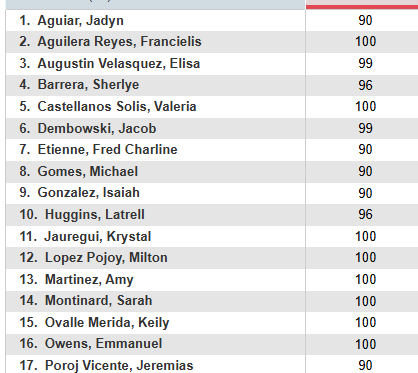 1. Aguiar, Jadyn 90
2. Aguilera Reyes, Francielis 100
3. Augustin Velasquez, Elisa 99
4. Barrera, Sherlye 96
5. Castellanos Solis, Valeria 100
6. Dembowski, Jacob 99
7. Etienne, Fred Charline 90
8. Gomes, Michael 90
9. Gonzalez, Isaiah 90
10. Huggins, Latrell 96
11. Jauregui, Krystal 100
12. Lopez Pojoy, Milton 100
13. Martinez, Amy 100
14. Montinard, Sarah 100
15. Ovalle Merida, Keily 100
16. Owens, Emmanuel 100
17. Poroj Vicente, Jeremias 90